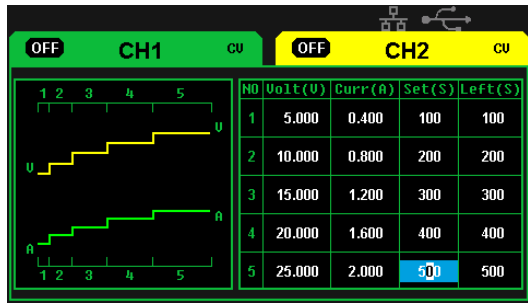 OFF CH1 CV OFF CH2 CV
1 2 3 4 5
V
V
A
A
1 2 3 4 5
NO Volt(V) Curr(A) Set(S) Left(S)
1 5.000 0.400 100 100
2 10.000 0.800 200 200
3 15.000 1.200 300 300
4 20.000 1.600 400 400
5 25.000 2.000 500 500